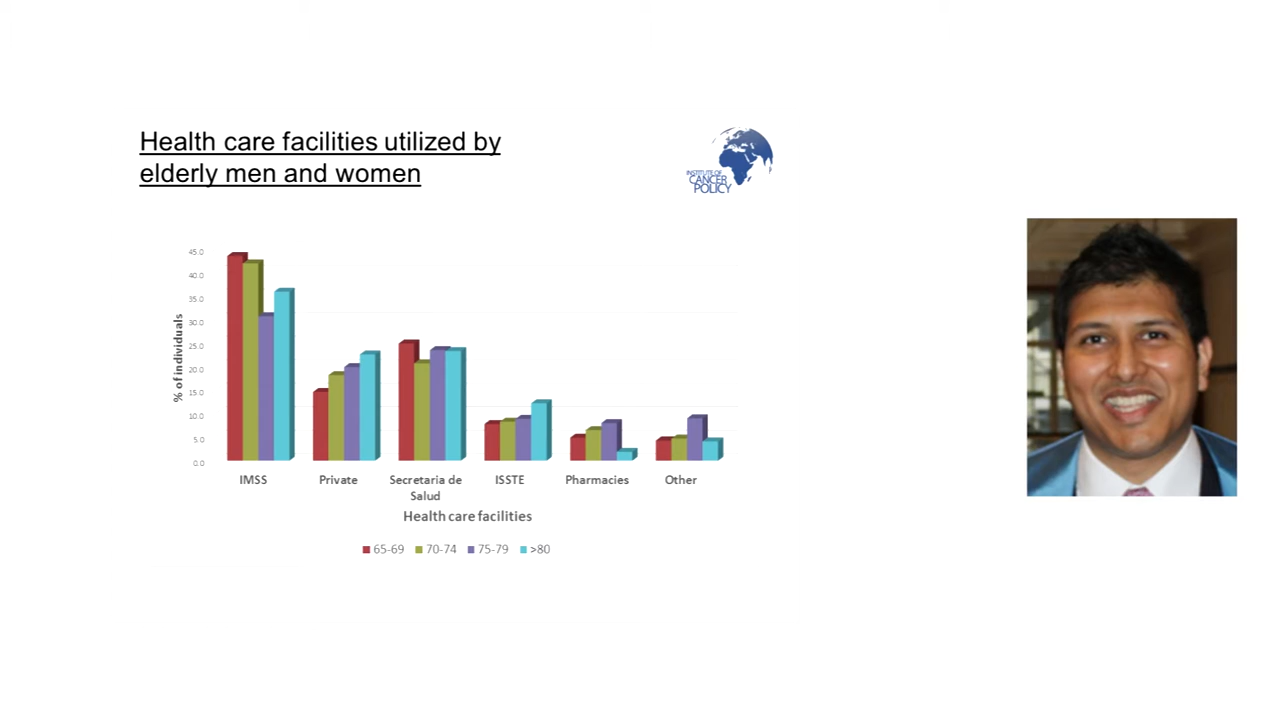 Health care facilities utilized by
elderly men and women
INSTITUTE OF
CANCER
POLICY
45.0
40.0
35.0
30.0
25.0
20.0
15.0
10.0
5.0
0.0
% of individuals
IMSS
Private
Secretaria de
Salud
ISSTE
Pharmacies
Other
Health care facilities
65-69
70-74
75-79
>80